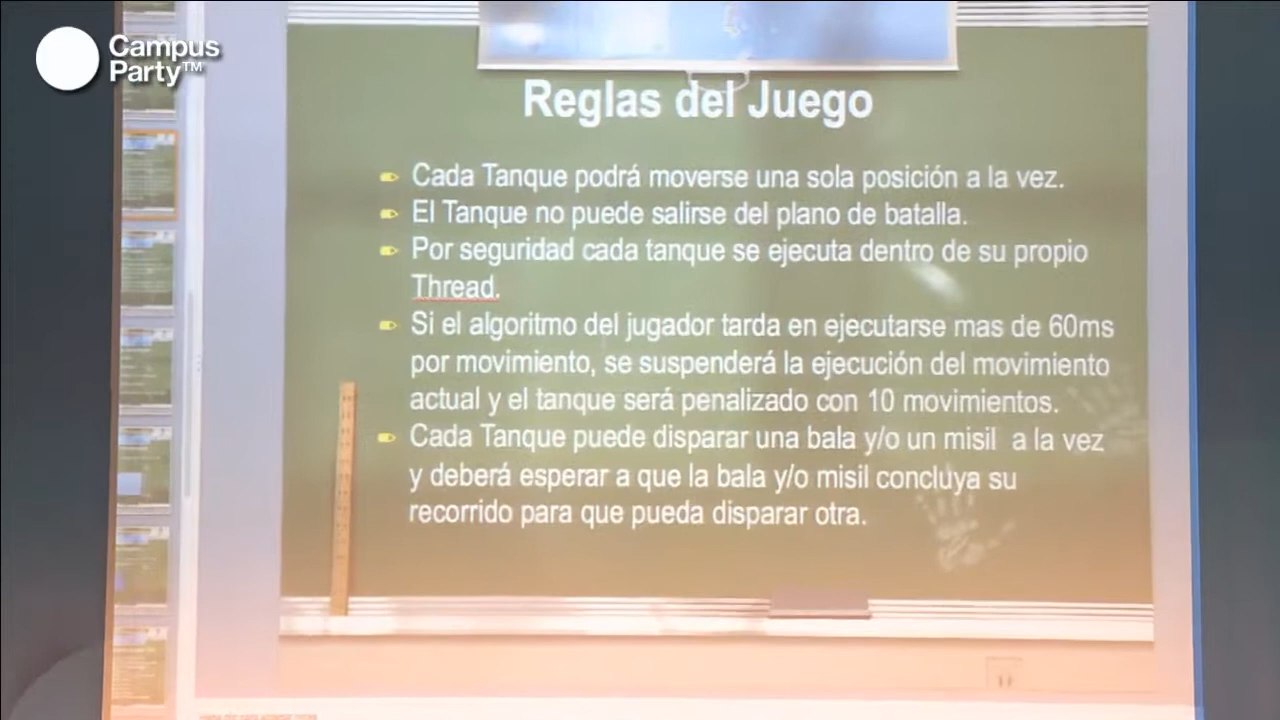 Campus
Party™
Reglas del Juego
Cada Tanque podrá moverse una sola posición a la vez.
El Tanque no puede salirse del plano de batalla.
Por seguridad cada tanque se ejecuta dentro de su propio
Thread.
Si el algoritmo del jugador tarda en ejecutarse mas de 60ms
por movimiento, se suspenderá la ejecución del movimiento
actual y el tanque será penalizado con 10 movimientos.
Cada Tanque puede disparar una bala y/o un misil a la vez
y deberá esperar a que la bala y/o misil concluya su
recorrido para que pueda disparar otra.